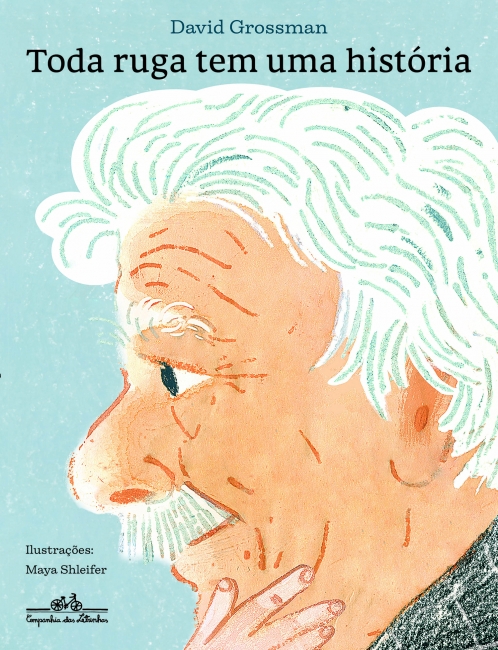 David Grossman
Toda ruga tem uma história
Ilustrações:
Maya Shleifer
Companhia das Letrinhas